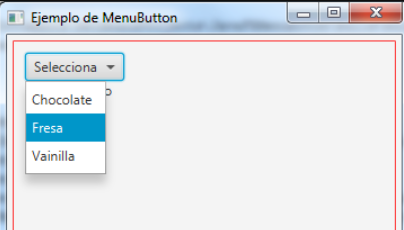 Ejemplo de MenuButton
Selecciona
Chocolate
Fresa
Vainilla